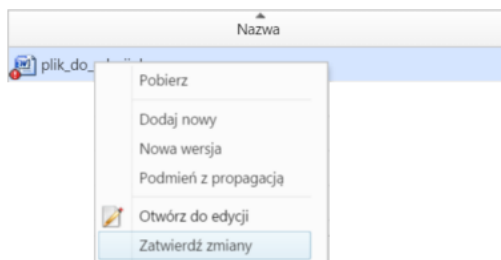 Nazwa
plik_do_
Pobierz
Dodaj nowy
Nowa wersja
Podmień z propagacją
Otwórz do edycji
Zatwierdź zmiany